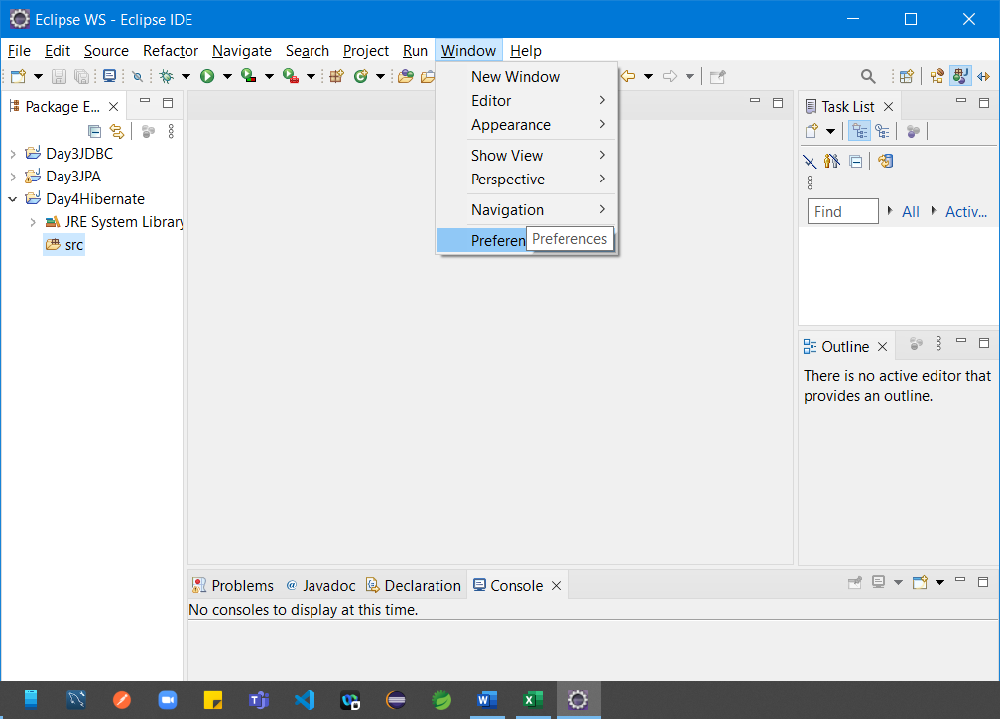 Eclipse WS - Eclipse IDE
File Edit Source Refactor Navigate Search Project Run Window Help
New Window
Editor
Appearance
Show View
Perspective
Navigation
Preferen
Preferences
Package E...
Day3JDBC
Day3JPA
Day4Hibernate
JRE System Library
src
Task List
Find All Activ...
Outline
There is no active editor that
provides an outline.
Problems @ Javadoc Declaration Console
No consoles to display at this time.